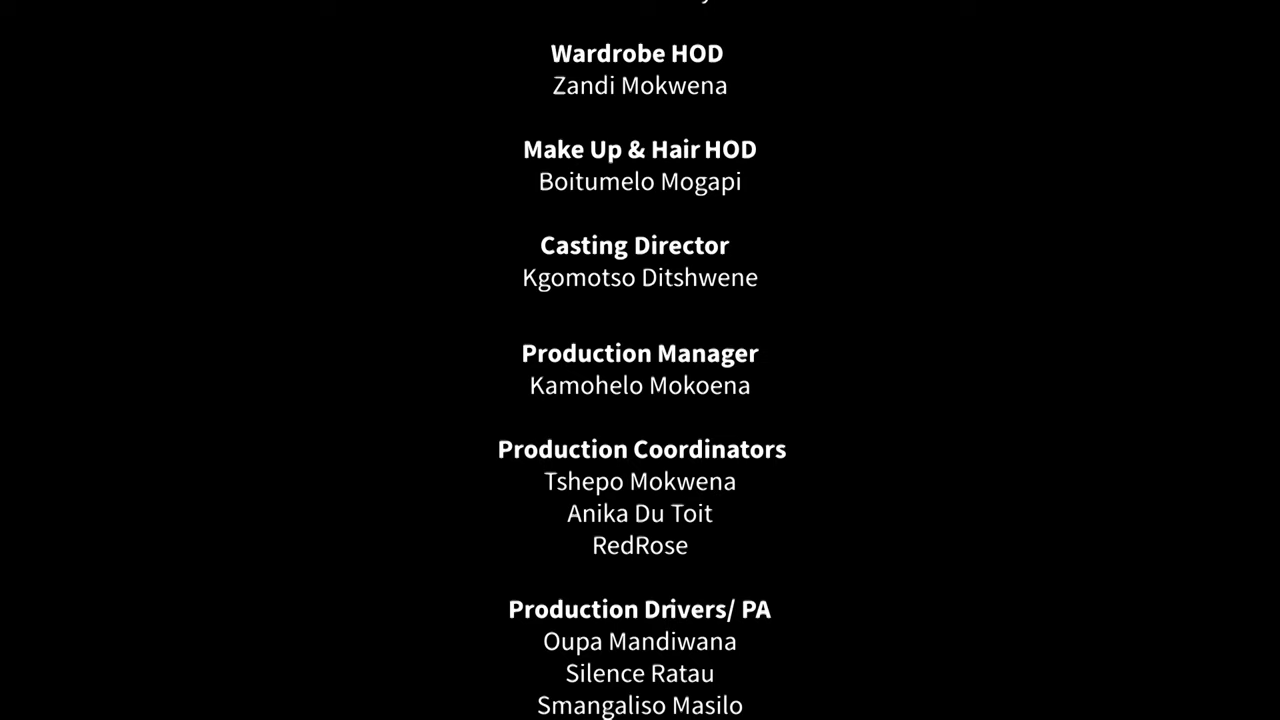 Wardrobe HOD
Zandi Mokwena
Make Up & Hair HOD
Boitumelo Mogapi
Casting Director
Kgomotso Ditshwene
Production Manager
Kamohelo Mokoena
Production Coordinators
Tshepo Mokwena
Anika Du Toit
RedRose
Production Drivers/ PA
Oupa Mandiwana
Silence Ratau
Smangaliso Masilo